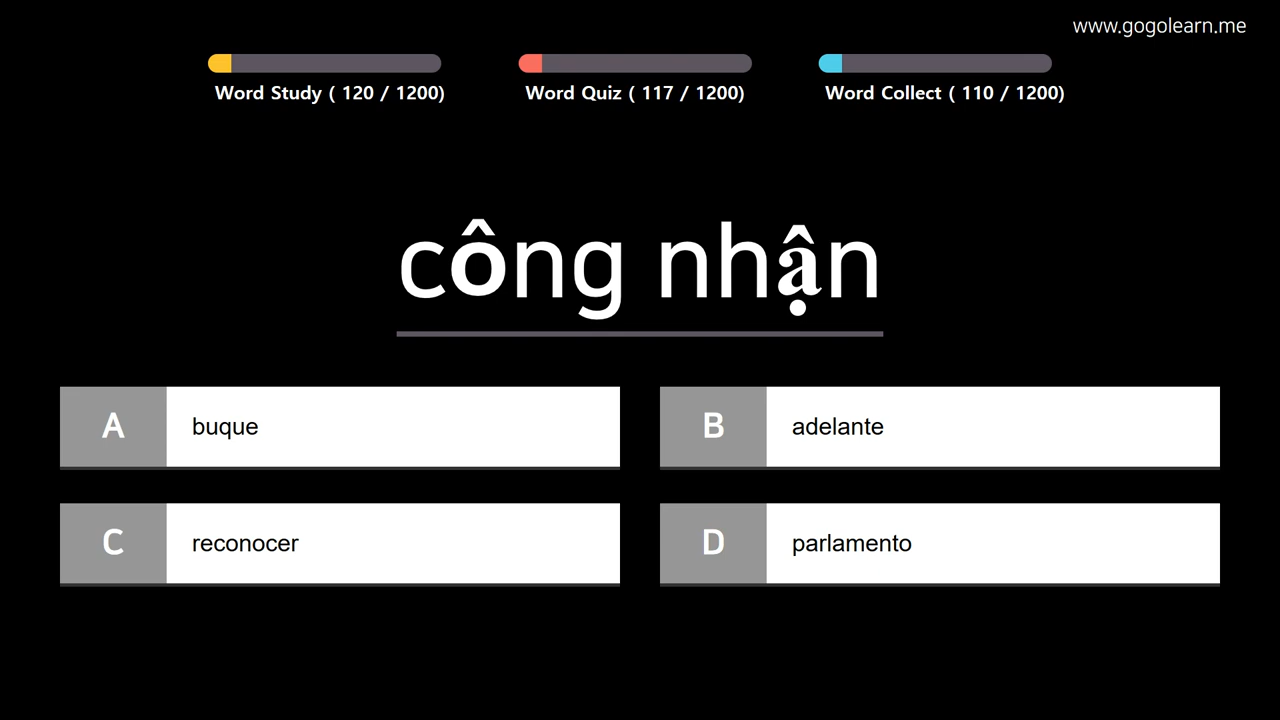 www.gogolearn.me
Word Study ( 120 / 1200)
Word Quiz ( 117 / 1200)
Word Collect ( 110 / 1200)
công nhận
A buque
B adelante
C reconocer
D parlamento